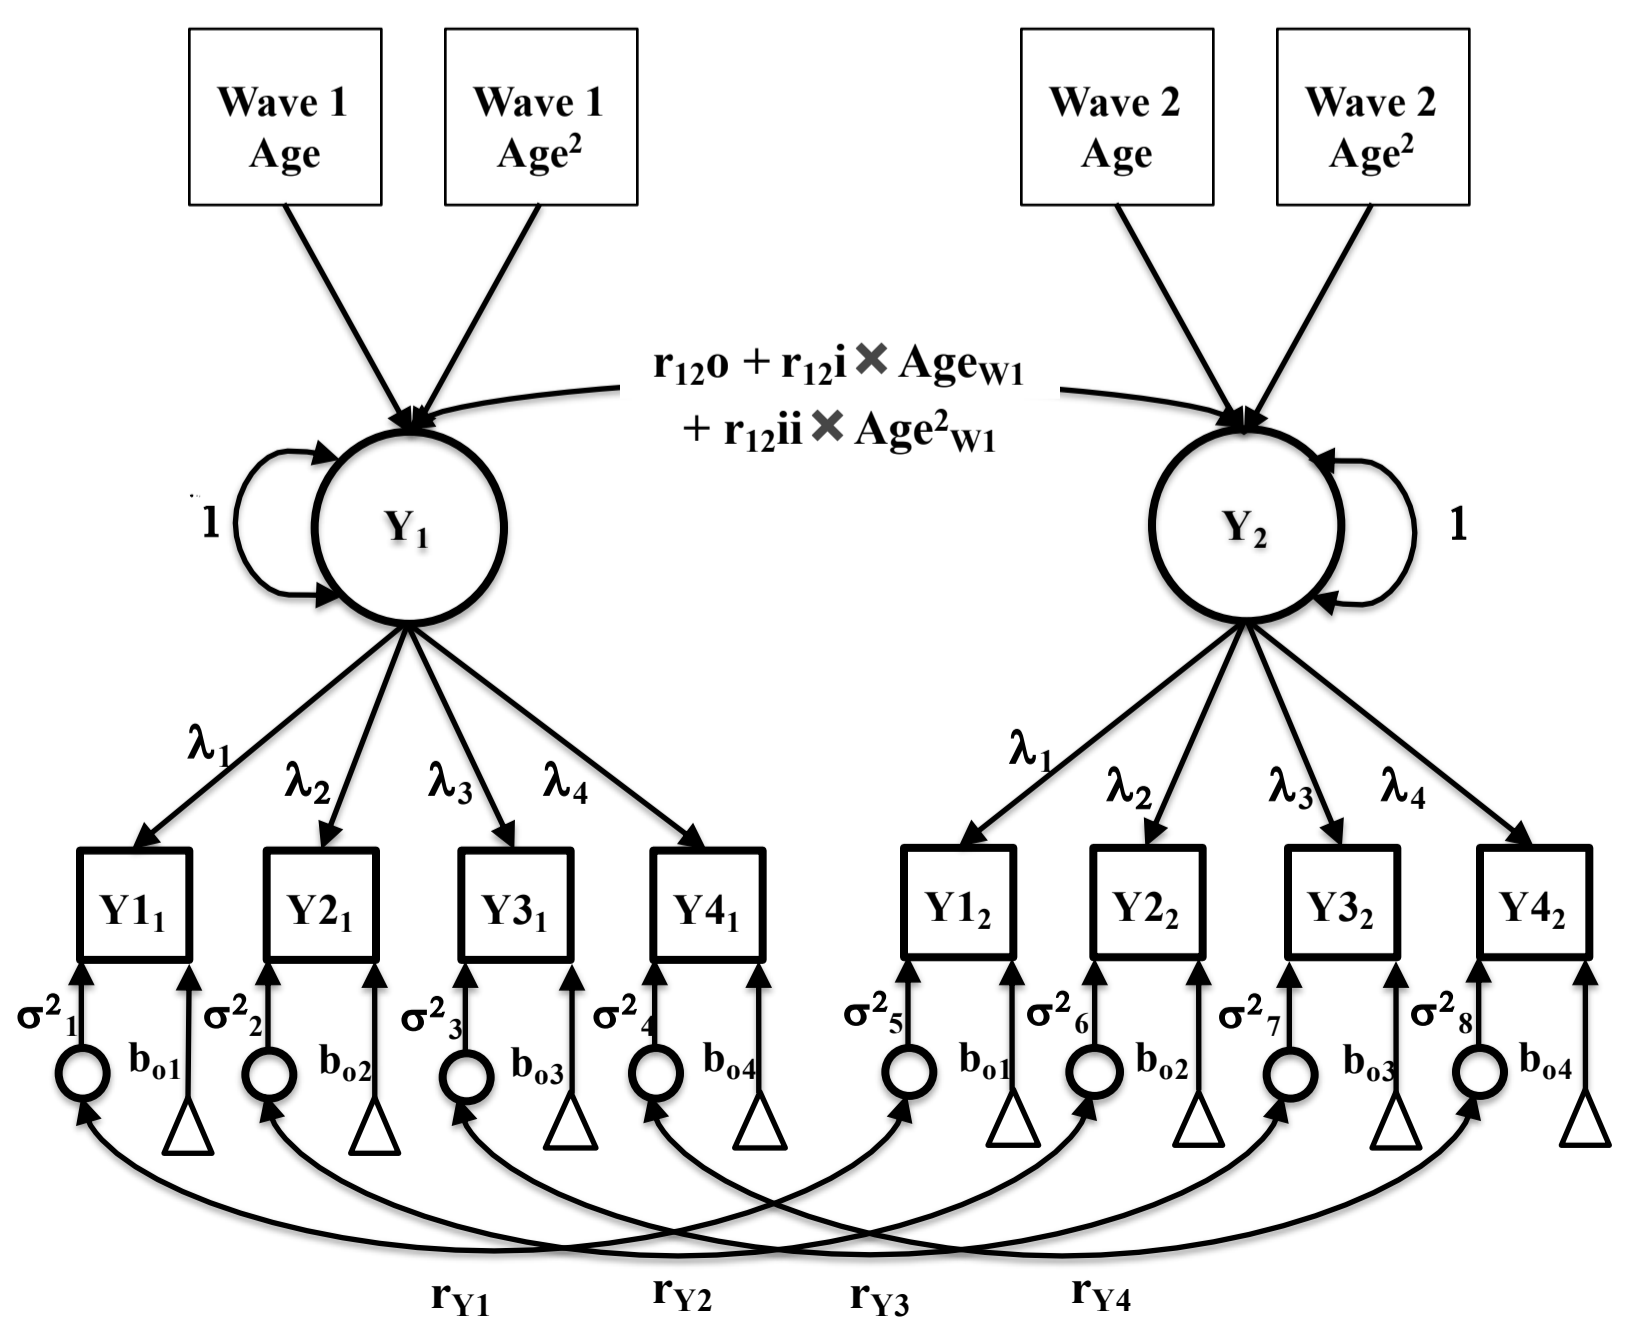 Wave 1
Age
Wave 1
Age²
Wave 2
Age
Wave 2
Age²
r₁₂o + r₁₂i ✖ Age_W1
+ r₁₂ii ✖ Age²_W1
1
Y₁
Y₂
1
λ₁
λ₂
λ₃
λ₄
λ₁
λ₂
λ₃
λ₄
Y1₁
Y2₁
Y3₁
Y4₁
Y1₂
Y2₂
Y3₂
Y4₂
σ²₁
σ²₂
σ²₃
σ²₄
σ²₅
σ²₆
σ²₇
σ²₈
b_o1
b_o2
b_o3
b_o4
b_o1
b_o2
b_o3
b_o4
r_Y1
r_Y2
r_Y3
r_Y4